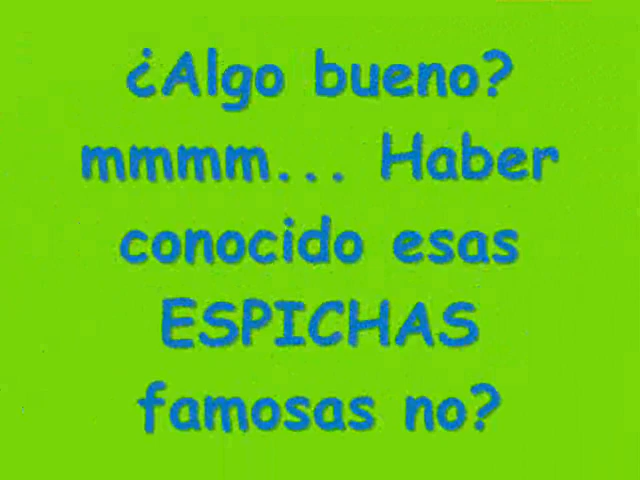 ¿Algo bueno?
mmmm... Haber
conocido esas
ESPICHAS
famosas no?